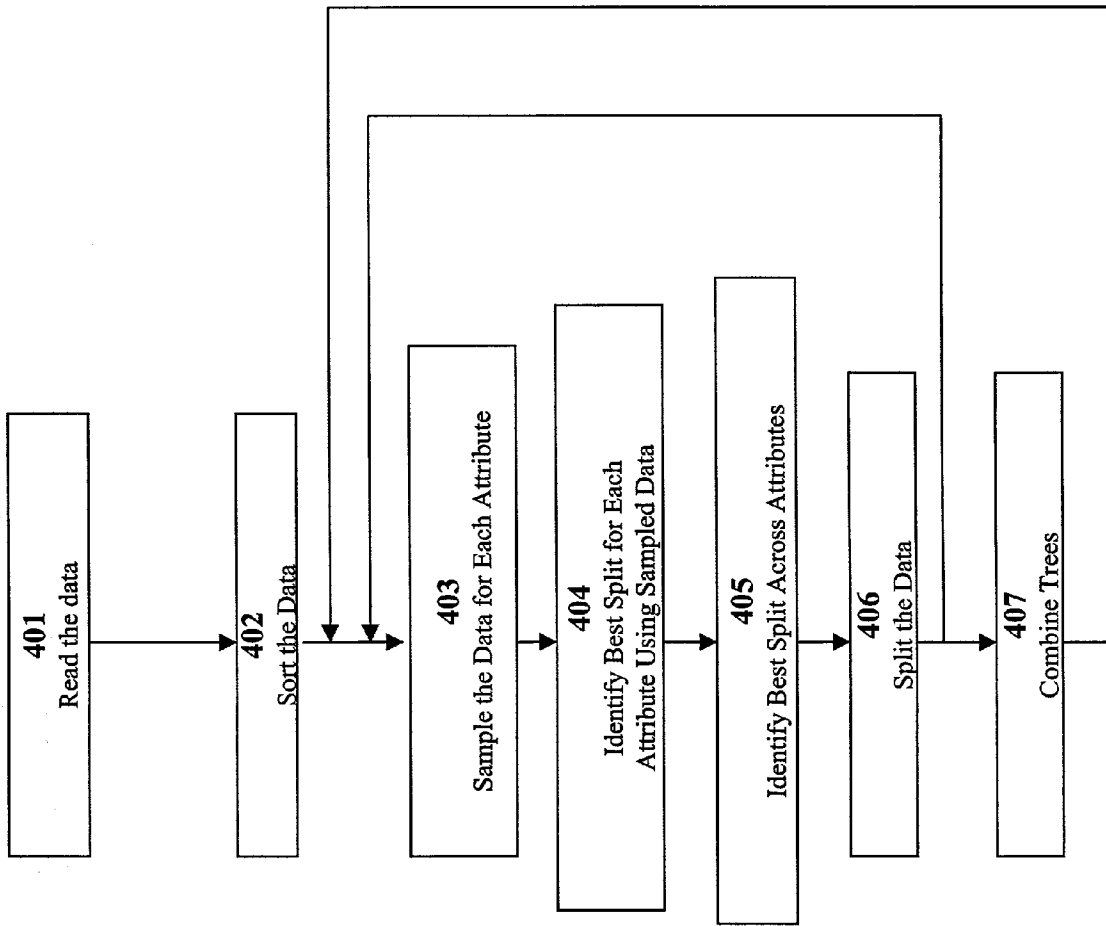 401
Read the data
402
Sort the Data
403
Sample the Data for Each Attribute
404
Identify Best Split for Each
Attribute Using Sampled Data
405
Identify Best Split Across Attributes
406
Split the Data
407
Combine Trees